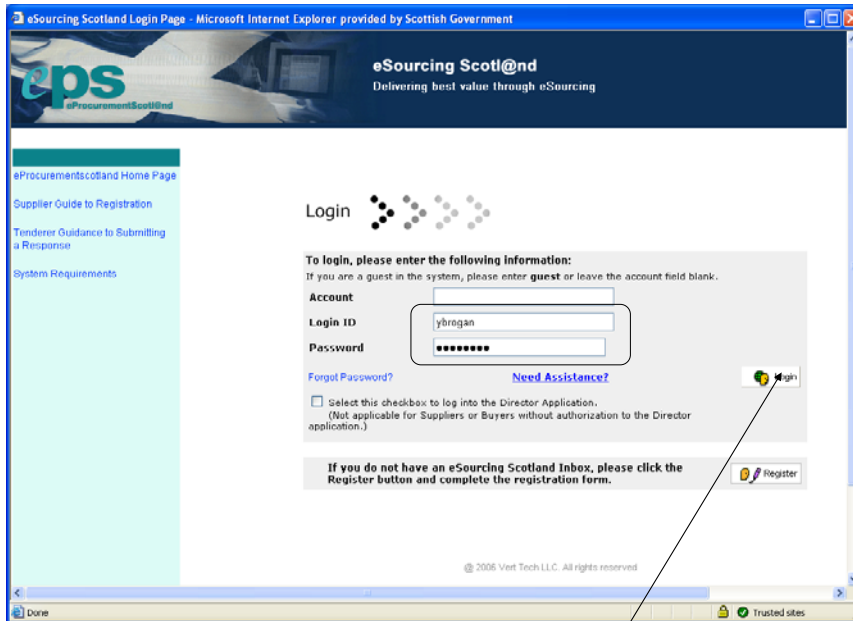 eSourcing Scotland Login Page - Microsoft Internet Explorer provided by Scottish Government
eps
eProcurementScotl@nd
eSourcing Scotl@nd
Delivering best value through eSourcing
eProcurementscotland Home Page
Supplier Guide to Registration
Tenderer Guidance to Submitting
a Response
System Requirements
Login
To login, please enter the following information:
If you are a guest in the system, please enter guest or leave the account field blank.
Account
Login ID
ybrogan
Password
••••••••
Forgot Password?
Need Assistance?
Login
Select this checkbox to log into the Director Application.
(Not applicable for Suppliers or Buyers without authorization to the Director
application.)
If you do not have an eSourcing Scotland Inbox, please click the
Register button and complete the registration form.
Register
@ 2006 Vert Tech LLC. All rights reserved
Done
Trusted sites